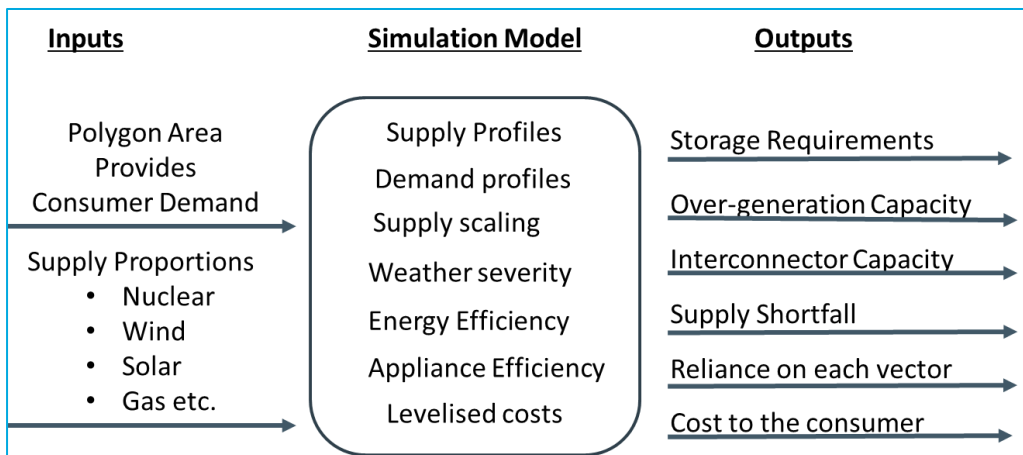 Inputs
Polygon Area
Provides
Consumer Demand
Supply Proportions
• Nuclear
• Wind
• Solar
• Gas etc.
Simulation Model
Supply Profiles
Demand profiles
Supply scaling
Weather severity
Energy Efficiency
Appliance Efficiency
Levelised costs
Outputs
Storage Requirements
Over-generation Capacity
Interconnector Capacity
Supply Shortfall
Reliance on each vector
Cost to the consumer